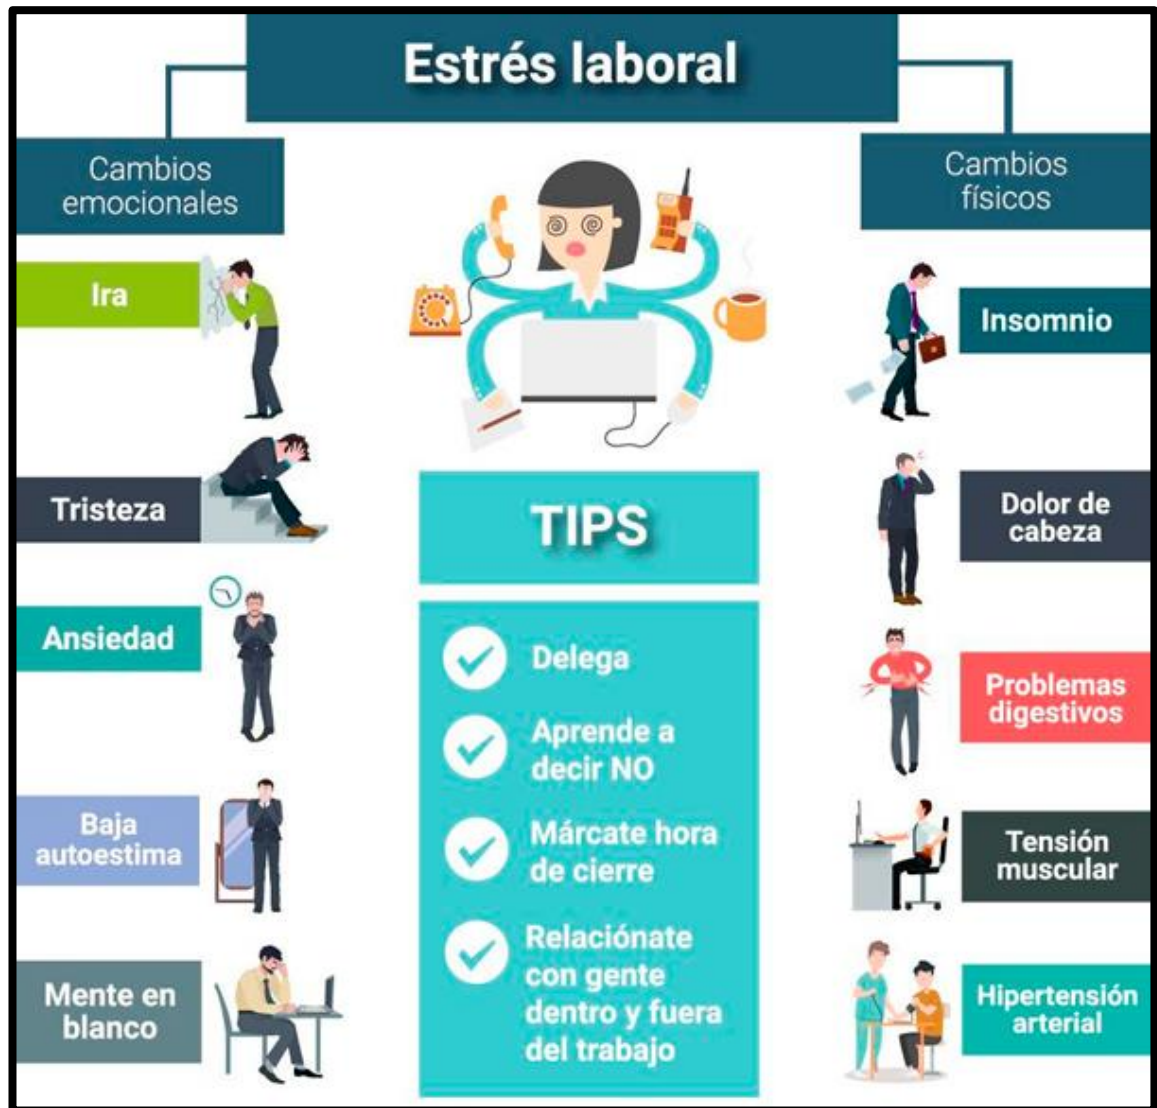 Estrés laboral
Cambios
emocionales
Ira
Tristeza
Ansiedad
Baja
autoestima
Mente en
blanco
TIPS
Delega
Aprende a
decir NO
Márcate hora
de cierre
Relaciónate
con gente
dentro y fuera
del trabajo
Cambios
físicos
Insomnio
Dolor de
cabeza
Problemas
digestivos
Tensión
muscular
Hipertensión
arterial